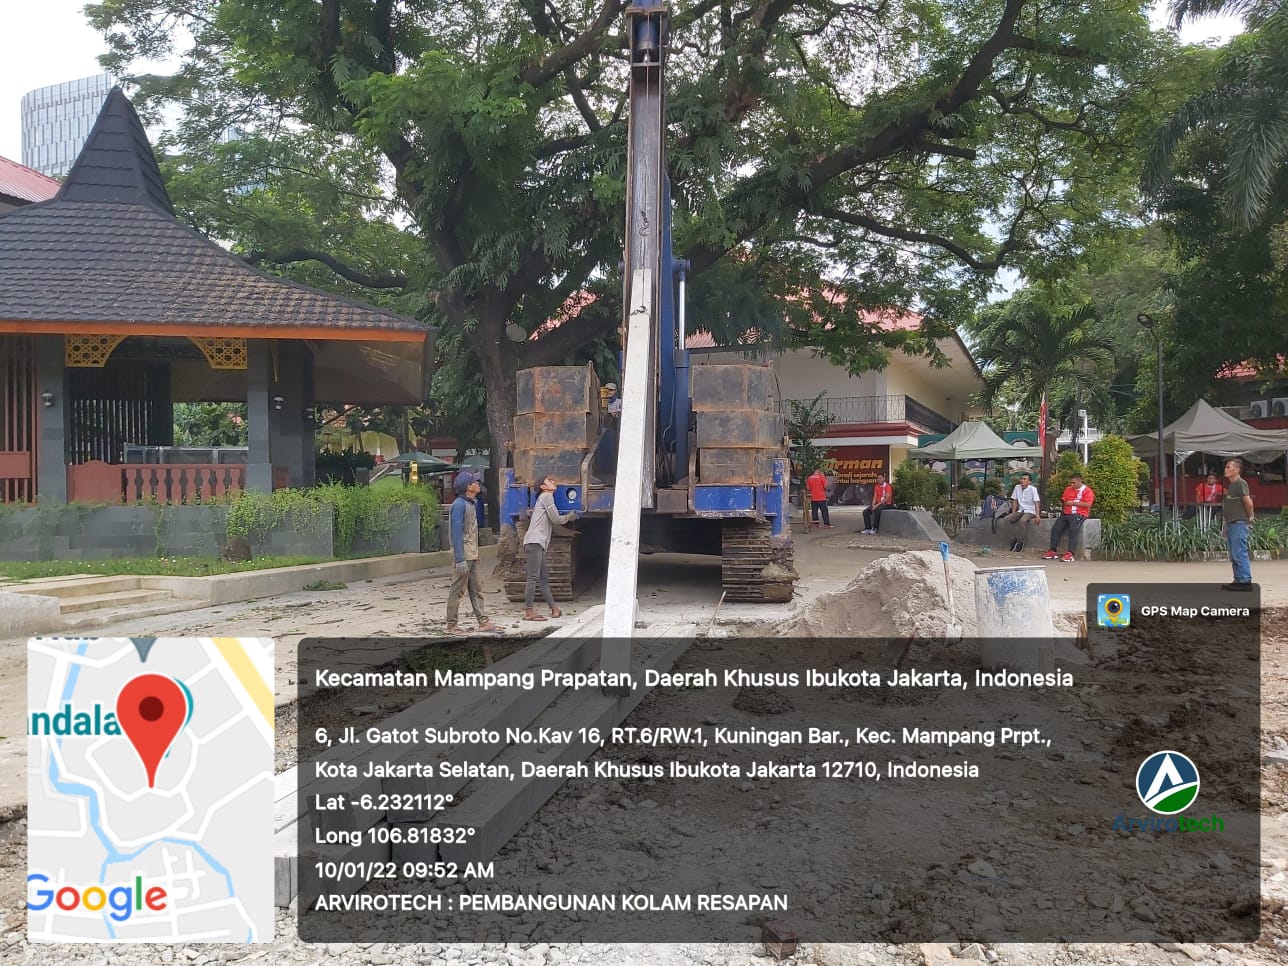 irman
GPS Map Camera
Kecamatan Mampang Prapatan, Daerah Khusus Ibukota Jakarta, Indonesia
6, Jl. Gatot Subroto No.Kav 16, RT.6/RW.1, Kuningan Bar., Kec. Mampang Prpt.,
Kota Jakarta Selatan, Daerah Khusus Ibukota Jakarta 12710, Indonesia
Lat -6.232112°
Long 106.81832°
10/01/22 09:52 AM
ARVIROTECH : PEMBANGUNAN KOLAM RESAPAN
Arvirotech
ndala
Google